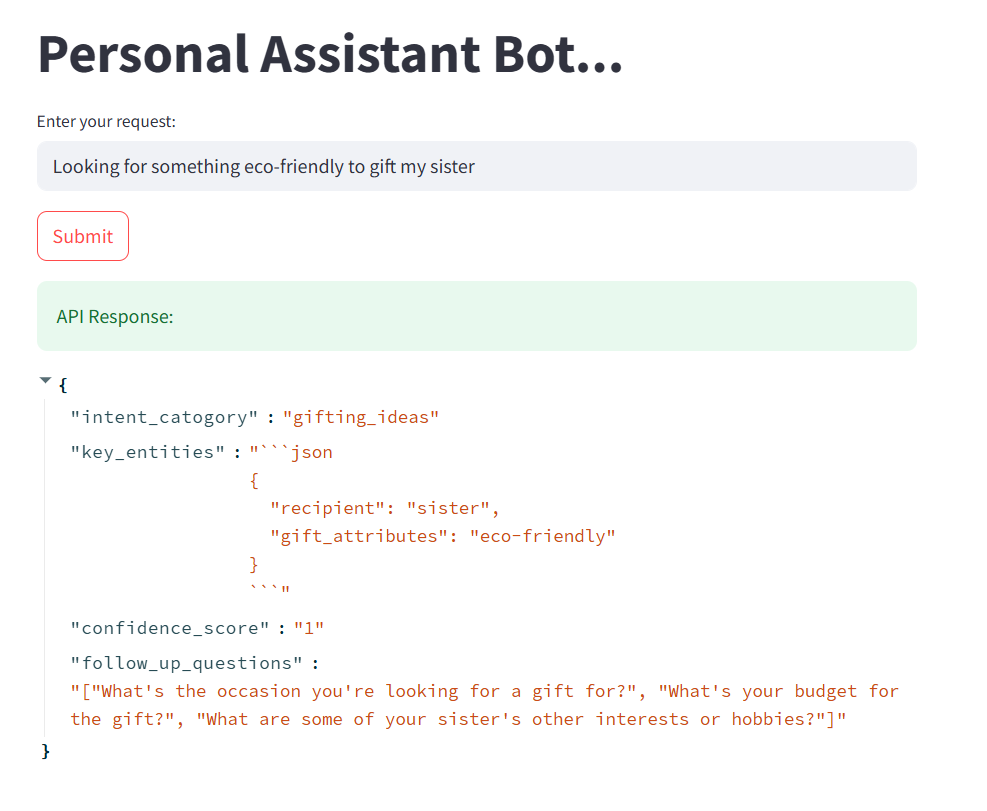 Personal Assistant Bot...
Enter your request:
Looking for something eco-friendly to gift my sister
Submit
API Response:
{
"intent_catogory" : "gifting_ideas"
"key_entities" : "```json
{
"recipient": "sister",
"gift_attributes": "eco-friendly"
}
```"
"confidence_score" : "1"
"follow_up_questions" :
"["What's the occasion you're looking for a gift for?", "What's your budget for
the gift?", "What are some of your sister's other interests or hobbies?"]"
}